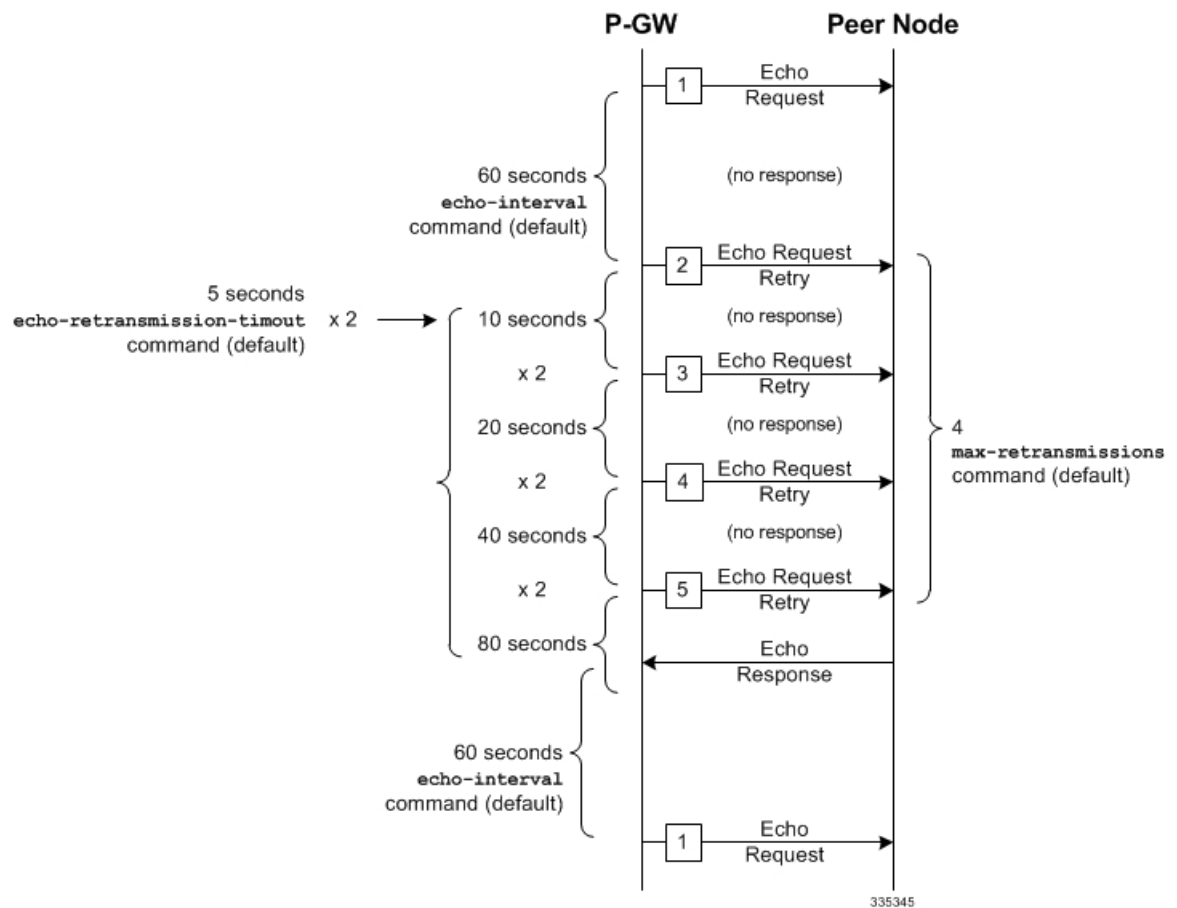 P-GW
Peer Node
1
Echo
Request
60 seconds
echo-interval
command (default)
(no response)
2
Echo Request
Retry
5 seconds
echo-retransmission-timout
command (default)
x 2
10 seconds
(no response)
x 2
3
Echo Request
Retry
20 seconds
(no response)
4
max-retransmissions
command (default)
x 2
4
Echo Request
Retry
40 seconds
(no response)
x 2
5
Echo Request
Retry
80 seconds
Echo
Response
60 seconds
echo-interval
command (default)
1
Echo
Request
335345